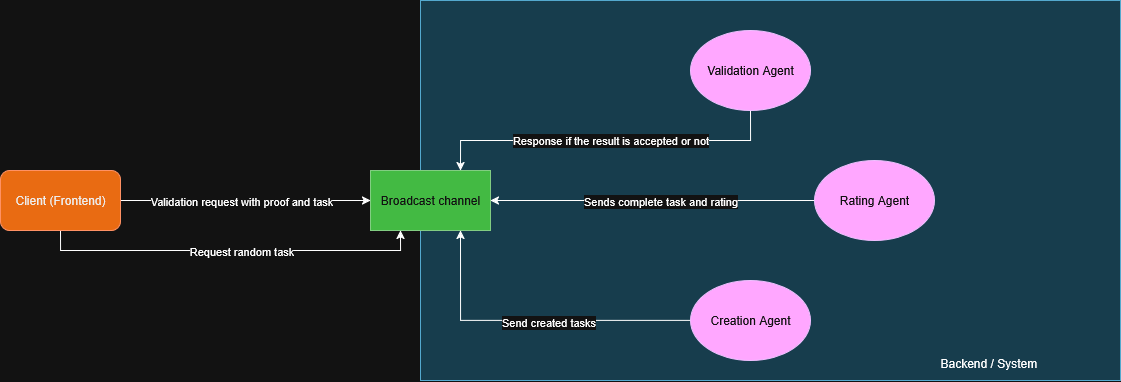 Validation Agent
Response if the result is accepted or not
Client (Frontend)
Validation request with proof and task
Broadcast channel
Sends complete task and rating
Rating Agent
Request random task
Send created tasks
Creation Agent
Backend / System